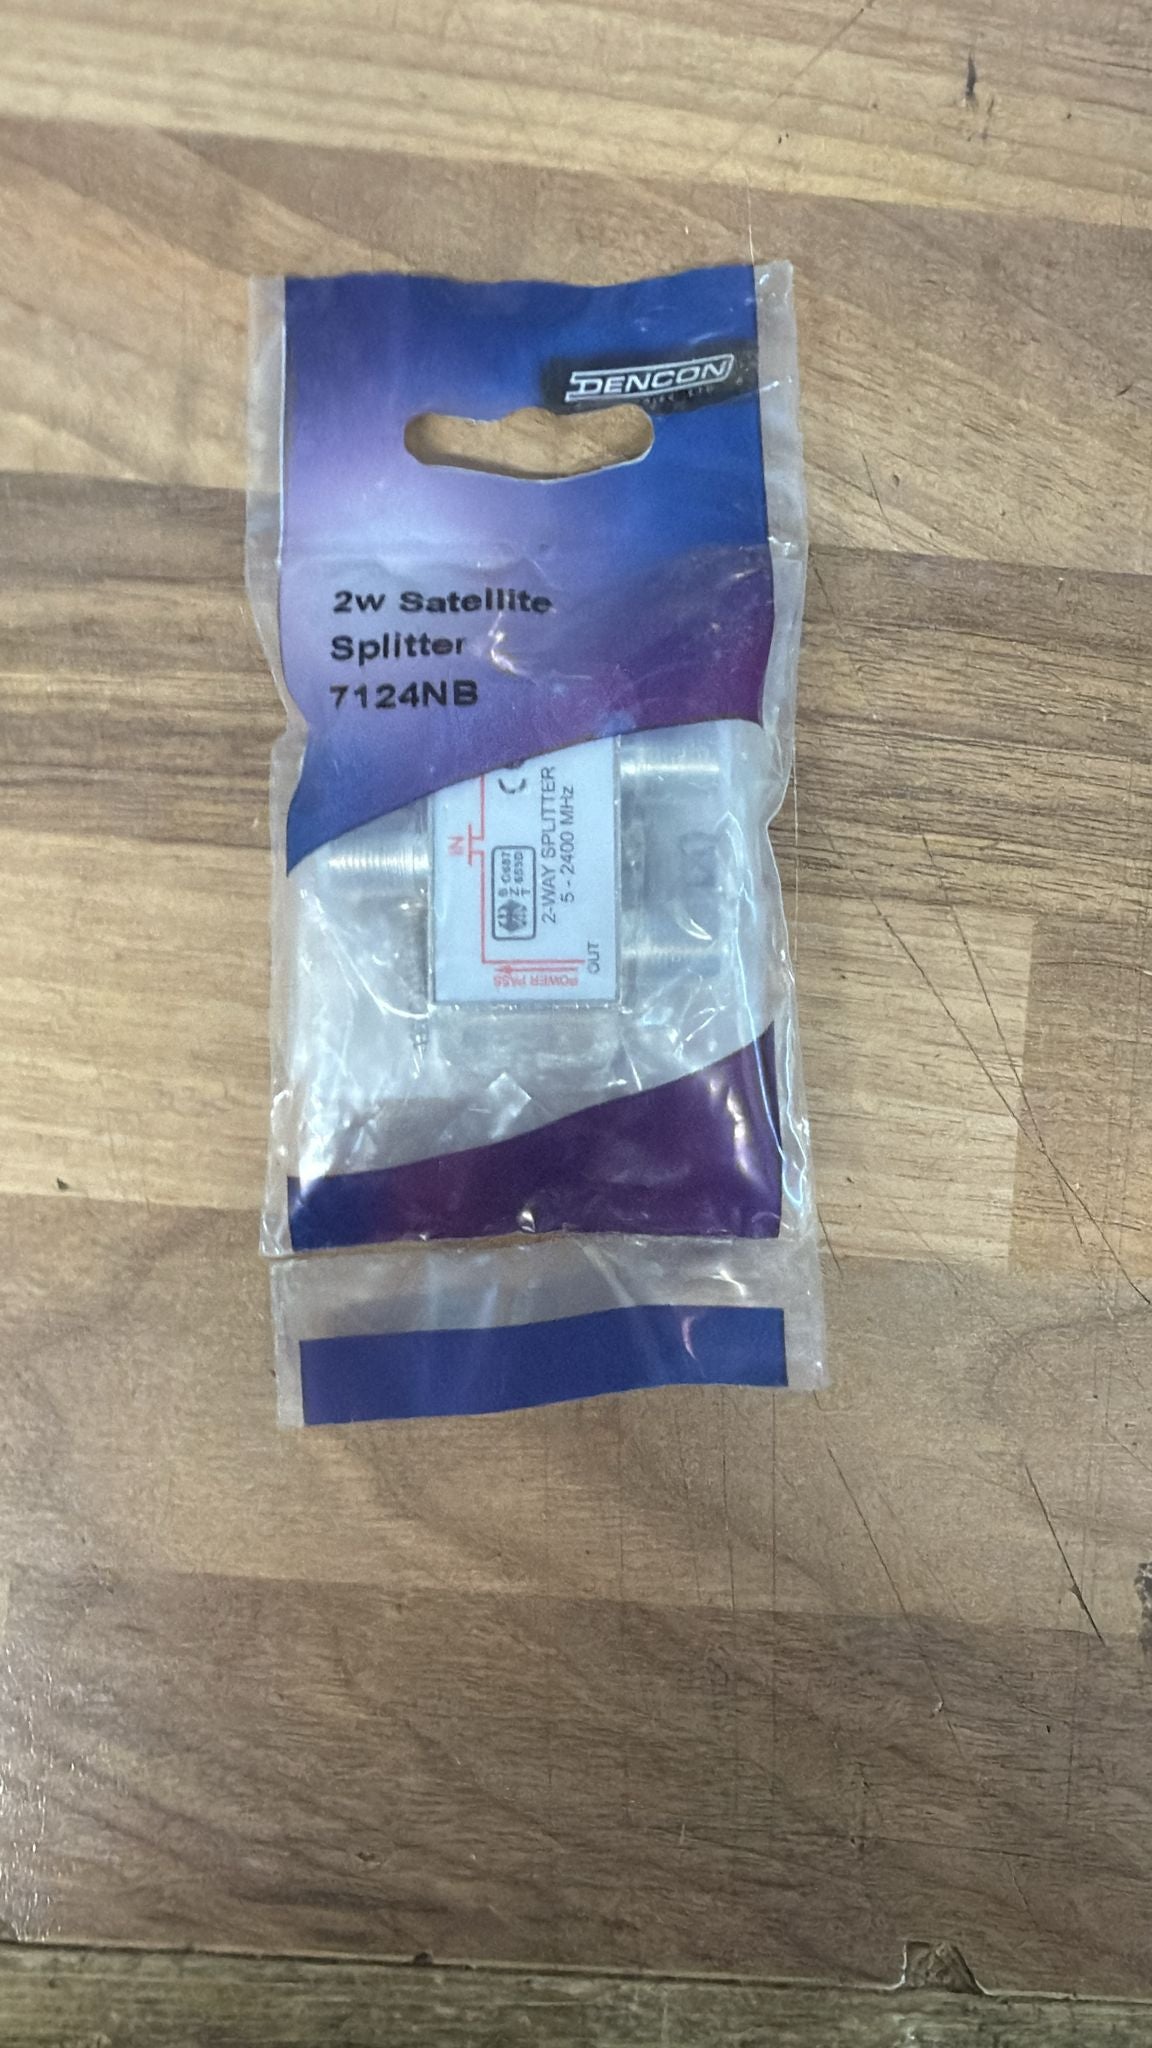 DENCON
2w Satellite
Splitter
7124NB
IN
2-WAY SPLITTER
5 - 2400 MHz
POWER PASS
OUT